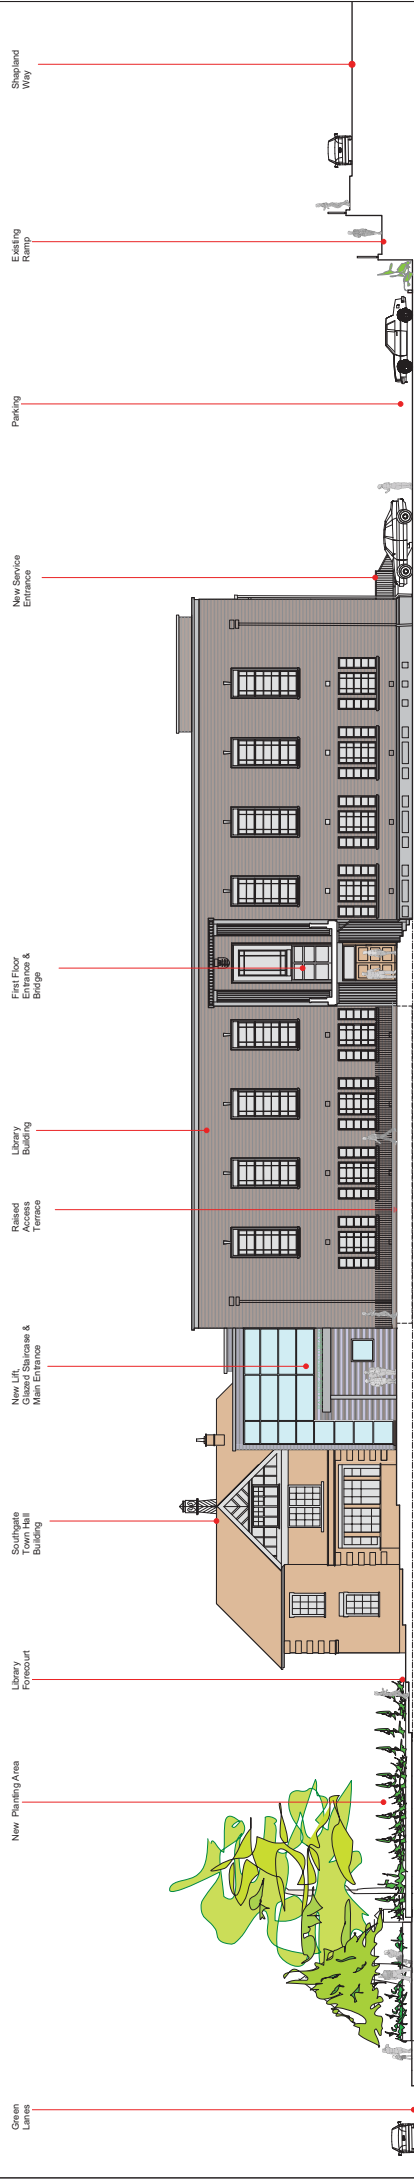 Green
Lanes
New Planting Area
Library
Forecourt
Southgate
Town Hall
Building
New Lift,
Glazed Staircase &
Main Entrance
Raised
Access
Terrace
Library
Building
First Floor
Entrance &
Bridge
New Service
Entrance
Parking
Existing
Ramp
Shapland
Way